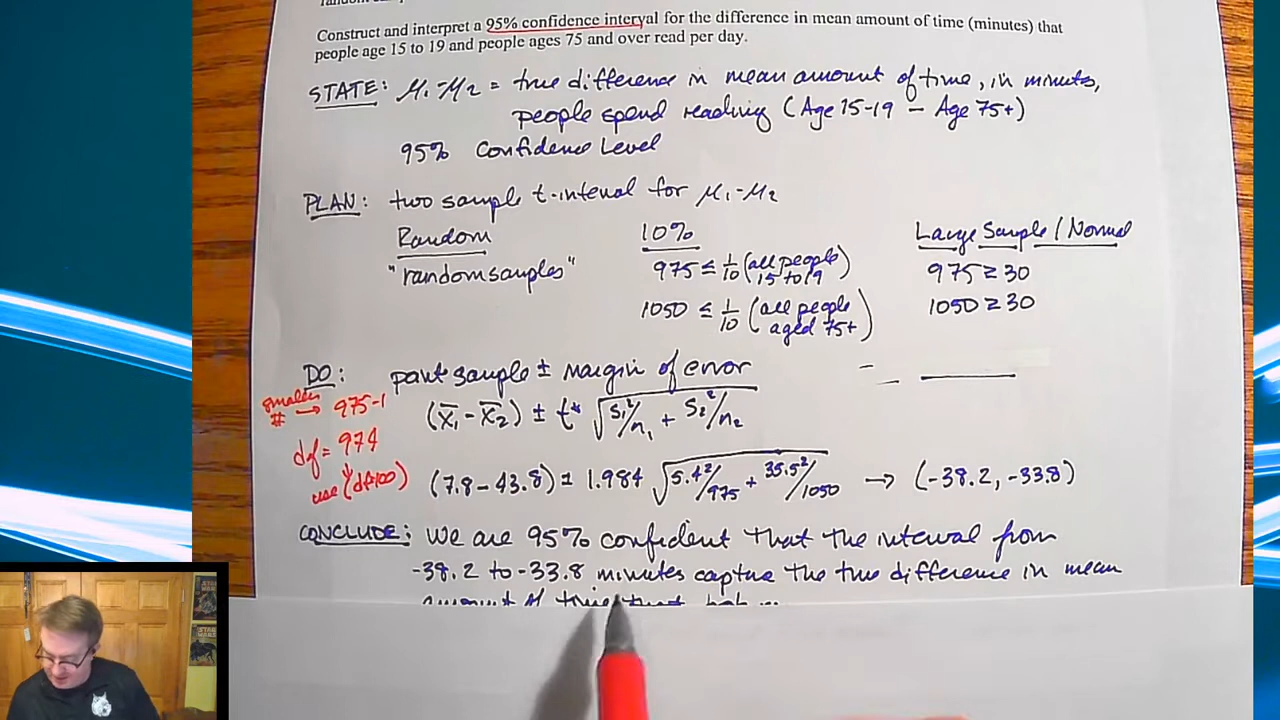 Construct and interpret a 95% confidence interval for the difference in mean amount of time (minutes) that
people age 15 to 19 and people ages 75 and over read per day.
STATE: μ₁-μ₂ = true difference in mean amount of time, in minutes,
people spend reading (Age 15-19 - Age 75+)
95% Confidence Level
PLAN: two sample t-interval for μ₁-μ₂
Random 10% Large Sample / Normal
"random samples" 975 ≤ 1/10 (all people 15 to 19) 975 ≥ 30
1050 ≤ 1/10 (all people aged 75+) 1050 ≥ 30
DO: point sample ± margin of error
smaller # → 975-1
(x̄₁ - x̄₂) ± t* √(s₁²/n₁ + s₂²/n₂)
df = 974
use (df=100)
(7.8 - 43.8) ± 1.984 √(5.4²/975 + 35.5²/1050) → (-38.2, -33.8)
CONCLUDE: We are 95% confident that the interval from
-38.2 to -33.8 minutes capture the true difference in mean
amount of time that
STAR WARS